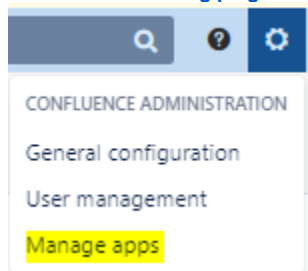 CONFLUENCE ADMINISTRATION
General configuration
User management
Manage apps